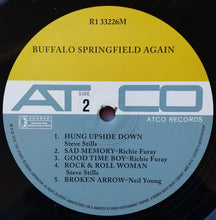 R1 33226M
BUFFALO SPRINGFIELD AGAIN
ATCO
SIDE
2
ATCO RECORDS
1. HUNG UPSIDE DOWN
Steve Stills
2. SAD MEMORY–Richie Furay
3. GOOD TIME BOY–Richie Furay
4. ROCK & ROLL WOMAN
Steve Stills
5. BROKEN ARROW–Neil Young